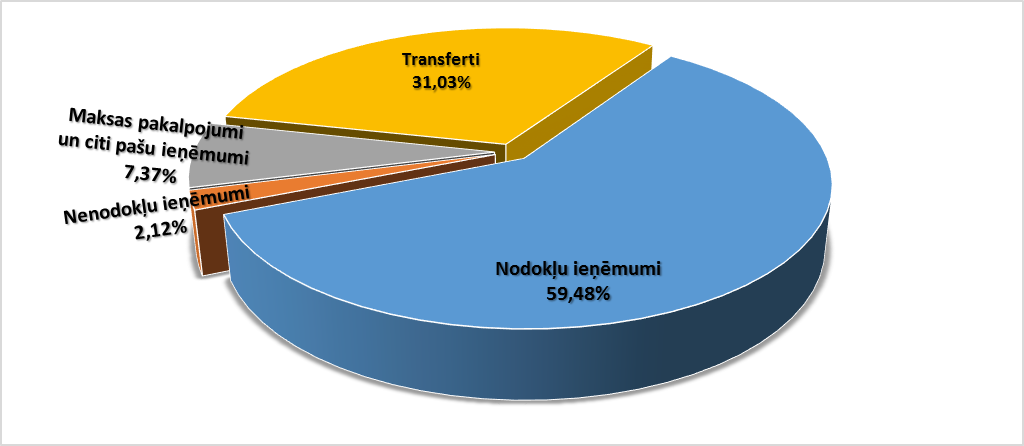 Transferti
31,03%
Maksas pakalpojumi
un citi pašu ieņēmumi
7,37%
Nenodokļu ieņēmumi
2,12%
Nodokļu ieņēmumi
59,48%